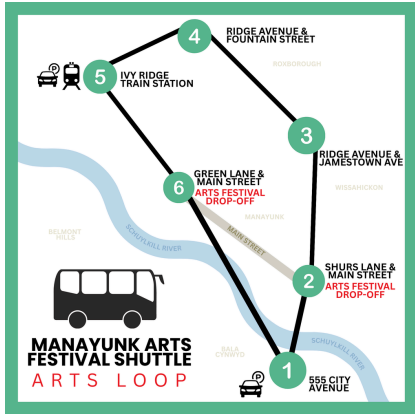 4
RIDGE AVENUE &
FOUNTAIN STREET
ROXBOROUGH
P
5
IVY RIDGE
TRAIN STATION
3
RIDGE AVENUE &
JAMESTOWN AVE
WISSAHICKON
6
GREEN LANE &
MAIN STREET
ARTS FESTIVAL
DROP-OFF
MANAYUNK
MAIN STREET
BELMONT
HILLS
SCHUYLKILL RIVER
2
SHURS LANE &
MAIN STREET
ARTS FESTIVAL
DROP-OFF
MANAYUNK ARTS
FESTIVAL SHUTTLE
ARTS LOOP
BALA
CYNWYD
SCHUYLKILL RIVER
1
P
555 CITY
AVENUE